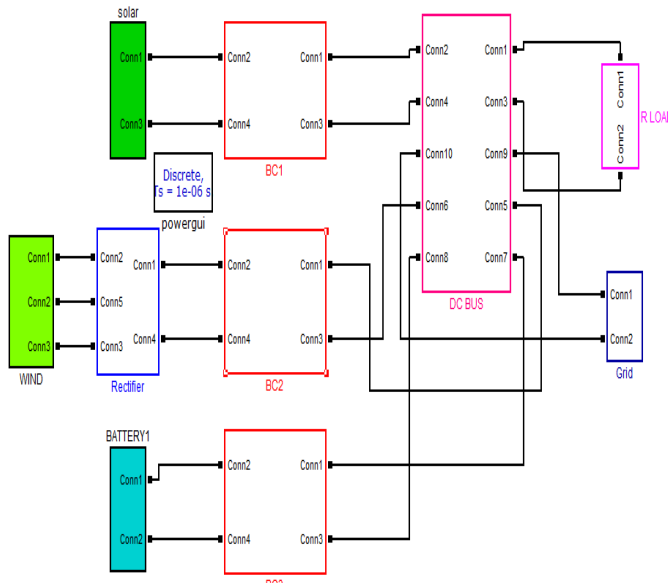 solar
Conn1
Conn3
Conn2
Conn4
Conn1
Conn3
BC1
Discrete,
Ts = 1e-06 s
powergui
Conn2
Conn4
Conn10
Conn6
Conn8
Conn1
Conn3
Conn9
Conn5
Conn7
DC BUS
Conn1
Conn2
R LOAI
Conn1
Conn2
Conn3
WIND
Conn2
Conn5
Conn3
Conn1
Conn4
Rectifier
Conn2
Conn4
Conn1
Conn3
BC2
Conn1
Conn2
Grid
BATTERY1
Conn1
Conn2
Conn2
Conn4
Conn1
Conn3